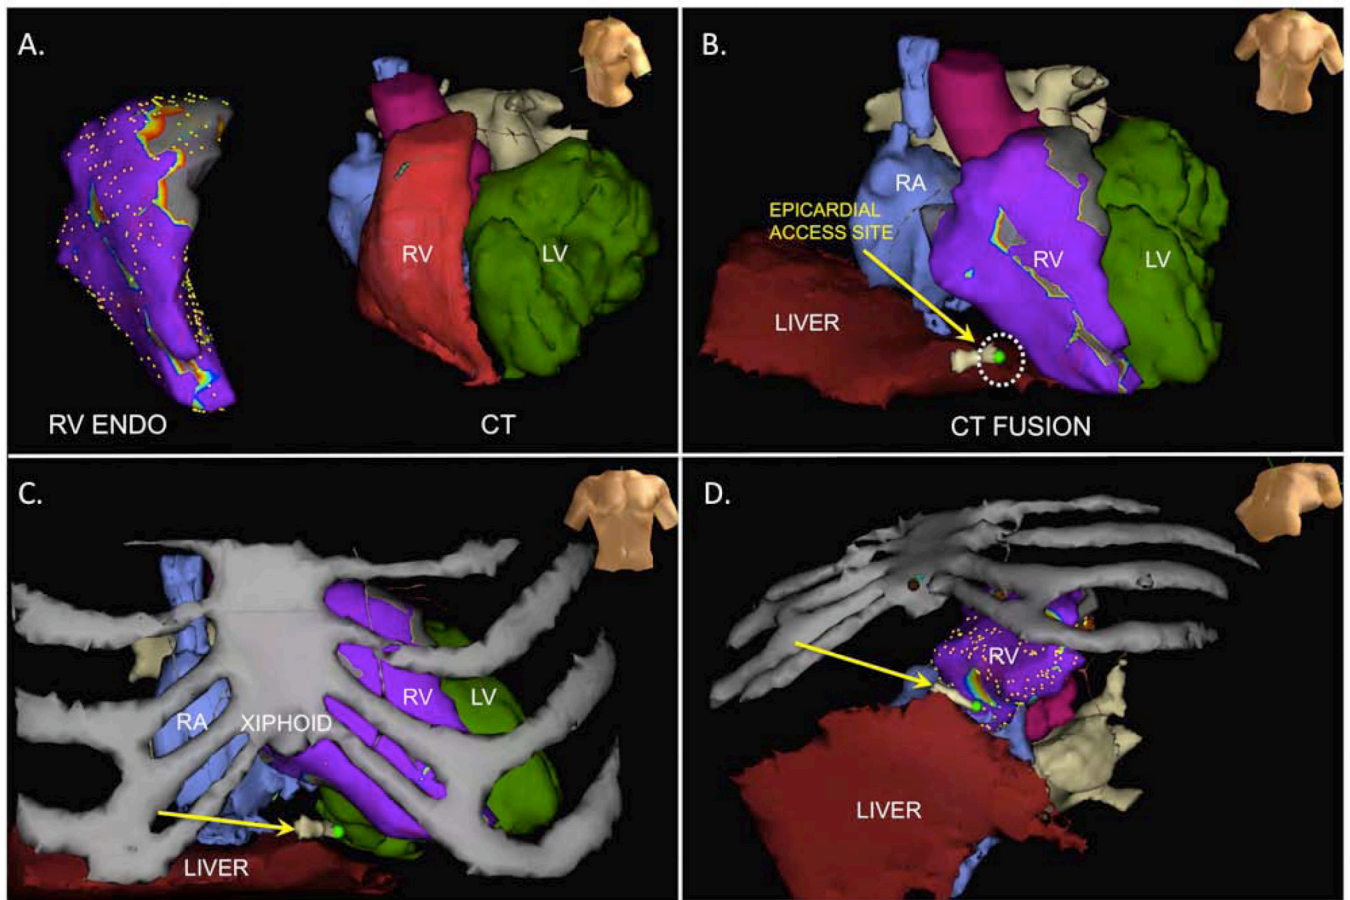 A.
RV
LV
RV ENDO
CT
B.
RA
EPICARDIAL
ACCESS SITE
RV
LV
LIVER
CT FUSION
C.
RV
LV
RA
XIPHOID
LIVER
D.
RV
LIVER